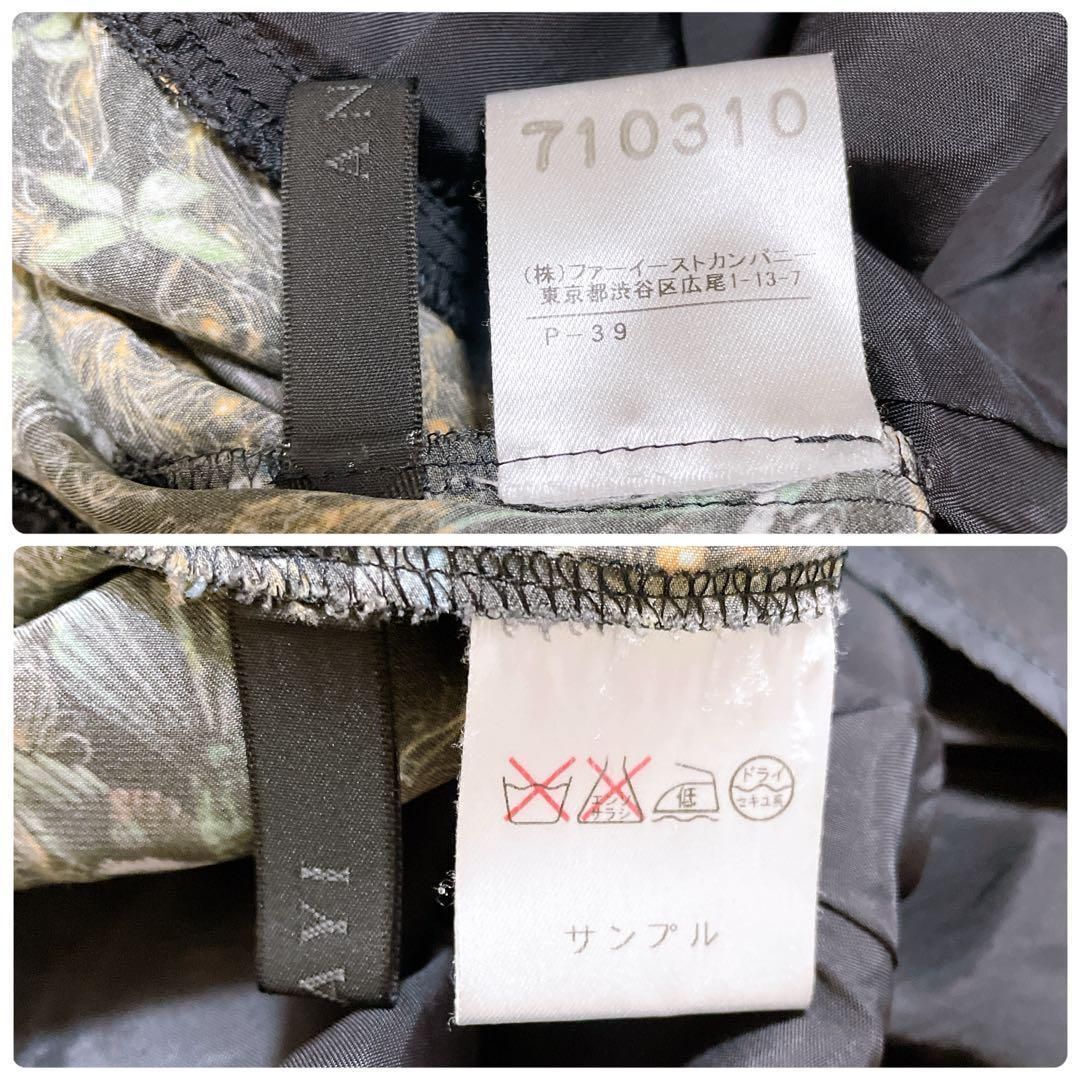 AN
710310
(株)ファーイーストカンパニー
東京都渋谷区広尾1-13-7
P-39
AYI
エンソ
サラシ
低
ドライ
セキユ系
サンプル